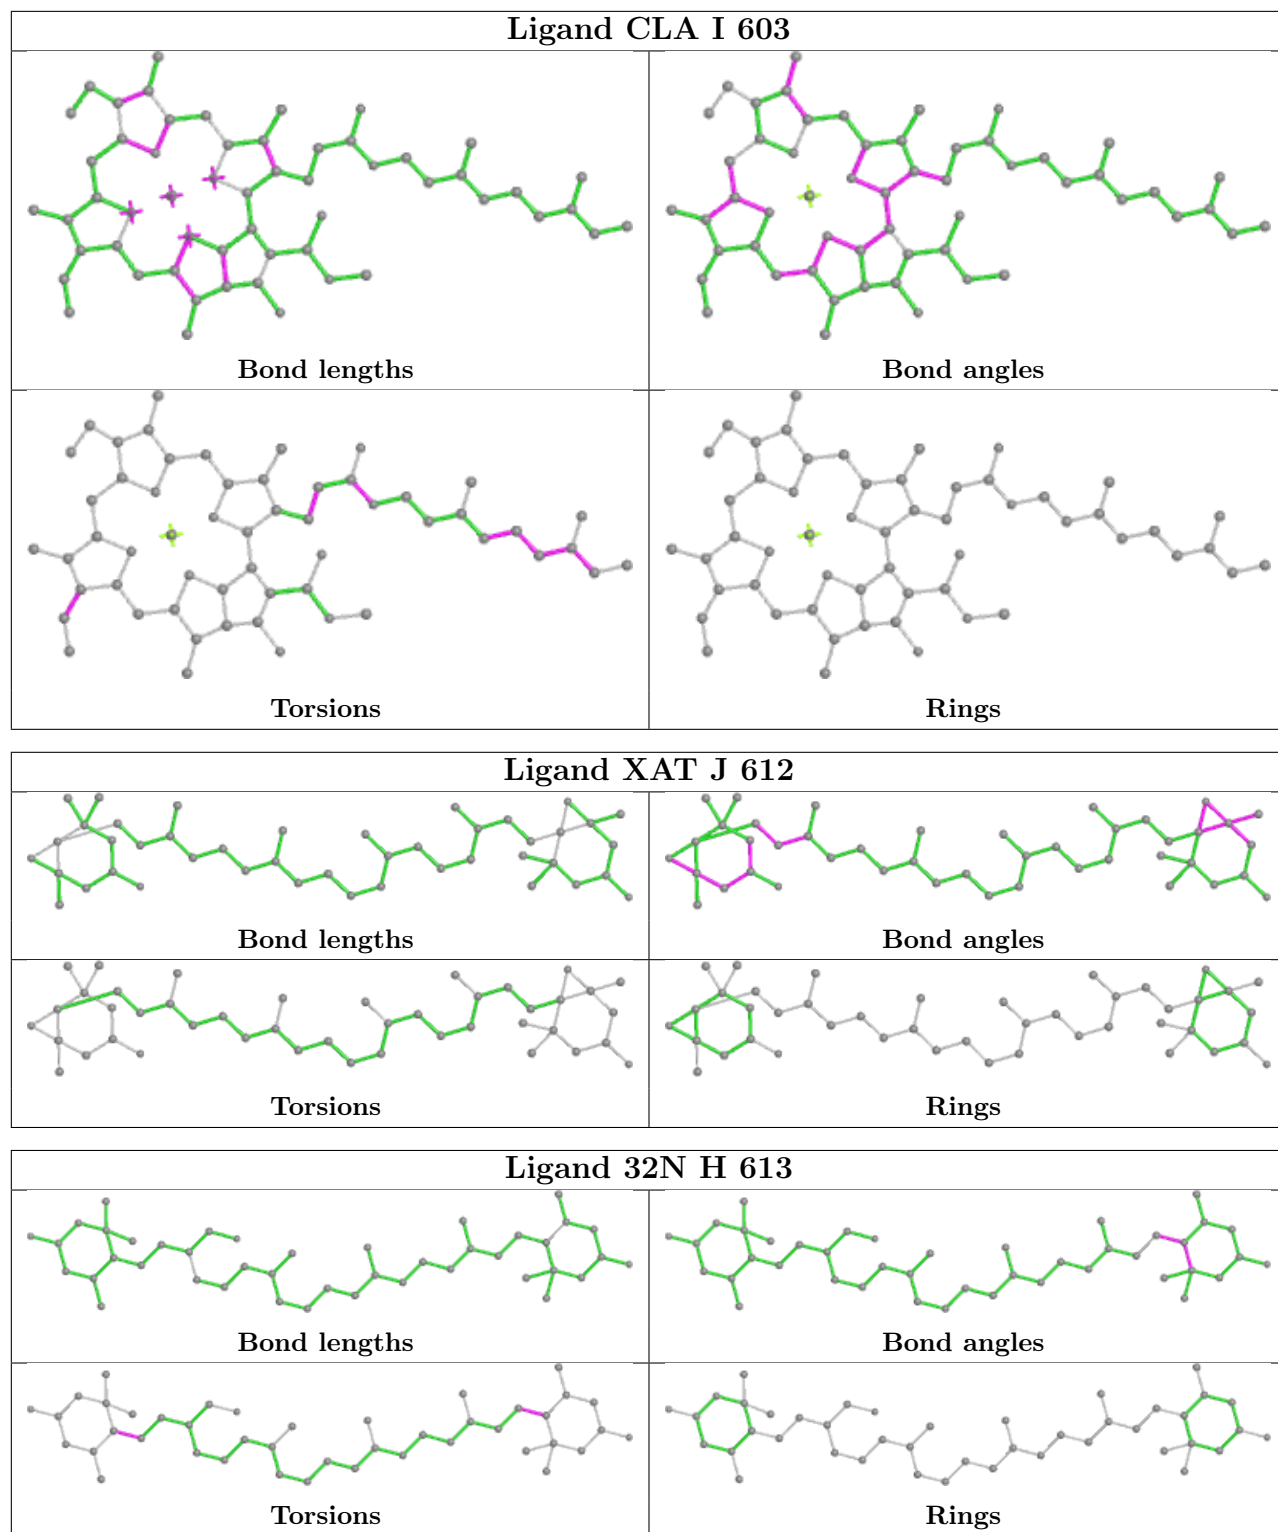 Ligand CLA I 603
Bond lengths
Bond angles
Torsions
Rings
Ligand XAT J 612
Bond lengths
Bond angles
Torsions
Rings
Ligand 32N H 613
Bond lengths
Bond angles
Torsions
Rings